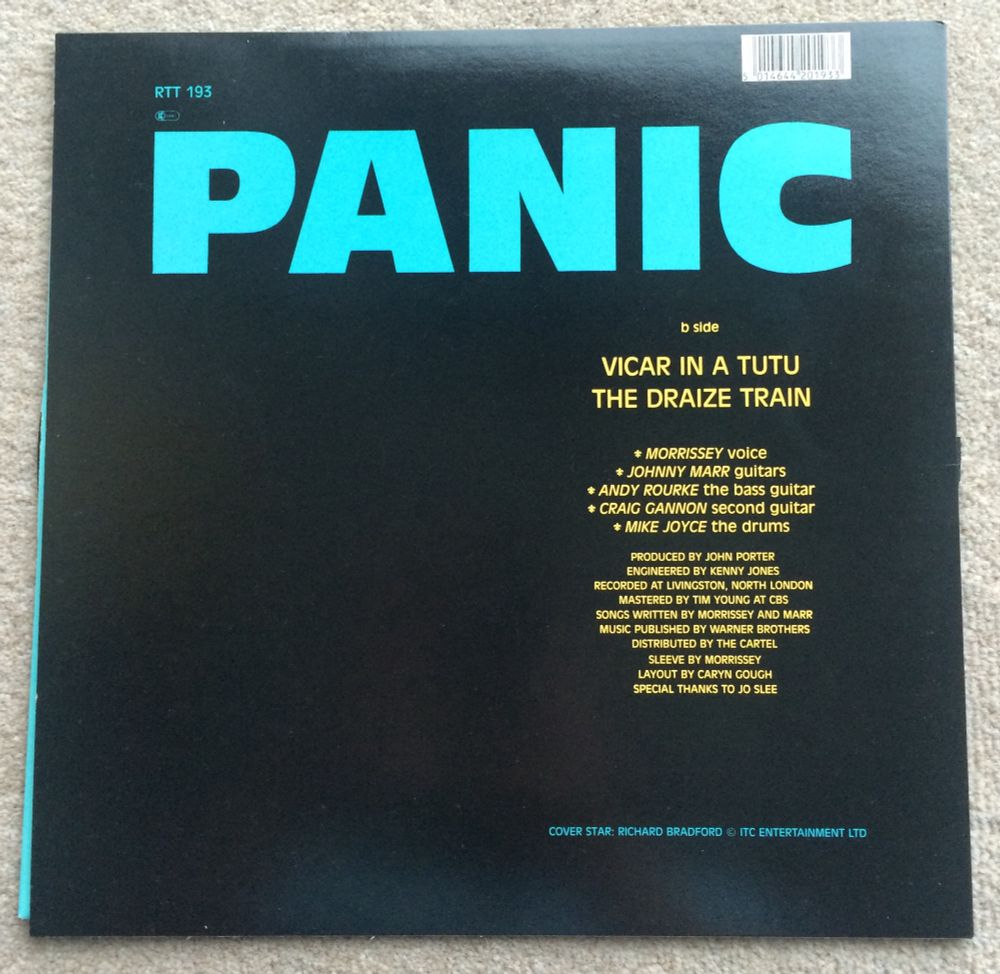 5 014644 201933
RTT 193
PANIC
b side
VICAR IN A TUTU
THE DRAIZE TRAIN
MORRISSEY voice
JOHNNY MARR guitars
ANDY ROURKE the bass guitar
CRAIG GANNON second guitar
MIKE JOYCE the drums
PRODUCED BY JOHN PORTER
ENGINEERED BY KENNY JONES
RECORDED AT LIVINGSTON, NORTH LONDON
MASTERED BY TIM YOUNG AT CBS
SONGS WRITTEN BY MORRISSEY AND MARR
MUSIC PUBLISHED BY WARNER BROTHERS
DISTRIBUTED BY THE CARTEL
SLEEVE BY MORRISSEY
LAYOUT BY CARYN GOUGH
SPECIAL THANKS TO JO SLEE
COVER STAR: RICHARD BRADFORD © ITC ENTERTAINMENT LTD